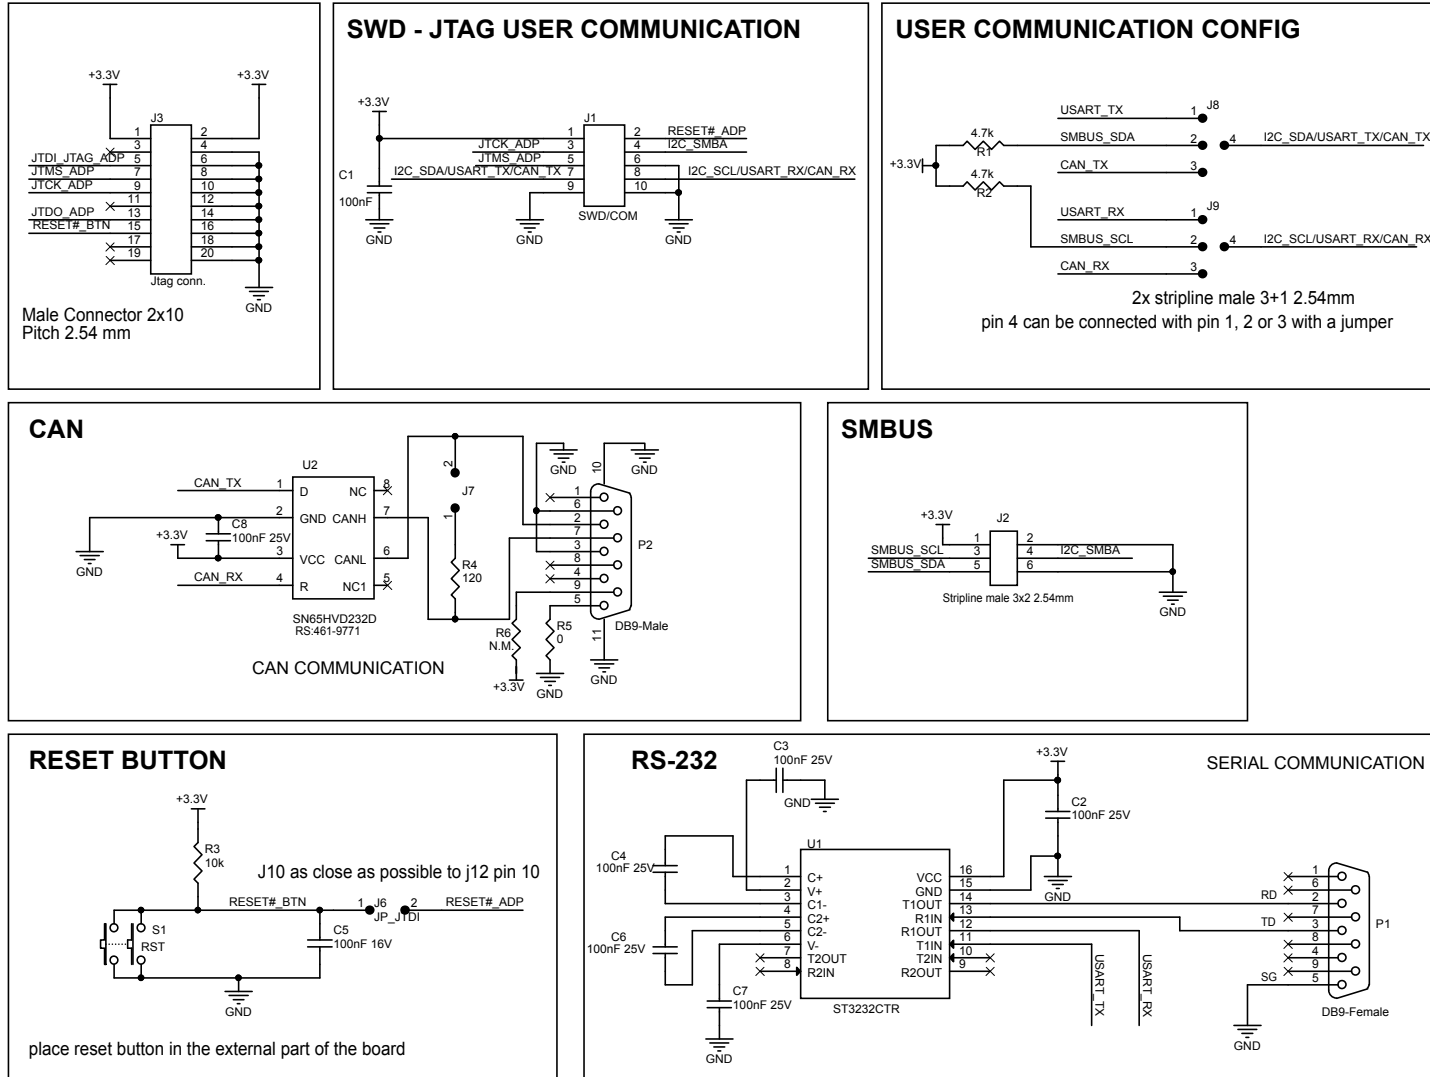 +3.3V
+3.3V
J3
1
2
3
4
JTDI_JTAG_ADP
5
6
JTMS_ADP
7
8
JTCK_ADP
9
10
11
12
JTDO_ADP
13
14
RESET#_BTN
15
16
17
18
19
20
Jtag conn.
GND
Male Connector 2x10
Pitch 2.54 mm
SWD - JTAG USER COMMUNICATION
+3.3V
J1
1
2
RESET#_ADP
JTCK_ADP
3
4
I2C_SMBA
JTMS_ADP
5
6
I2C_SDA/USART_TX/CAN_TX
7
8
I2C_SCL/USART_RX/CAN_RX
9
10
C1
100nF
SWD/COM
GND
GND
GND
USER COMMUNICATION CONFIG
J8
USART_TX
1
4.7k
R1
SMBUS_SDA
2
4
I2C_SDA/USART_TX/CAN_TX
+3.3V
CAN_TX
3
4.7k
R2
J9
USART_RX
1
SMBUS_SCL
2
4
I2C_SCL/USART_RX/CAN_RX
CAN_RX
3
2x stripline male 3+1 2.54mm
pin 4 can be connected with pin 1, 2 or 3 with a jumper
CAN
U2
CAN_TX
1
D
NC
8
2
GND
CANH
7
C8
100nF 25V
+3.3V
3
VCC
CANL
6
GND
CAN_RX
4
R
NC1
5
SN65HVD232D
RS:461-9771
CAN COMMUNICATION
2
J7
1
R4
120
GND
10
GND
1
6
2
7
3
8
4
9
5
P2
DB9-Male
11
R6
N.M.
R5
0
+3.3V
GND
GND
SMBUS
+3.3V
J2
1
2
SMBUS_SCL
3
4
I2C_SMBA
SMBUS_SDA
5
6
Stripline male 3x2 2.54mm
GND
RESET BUTTON
+3.3V
R3
10k
J10 as close as possible to j12 pin 10
RESET#_BTN
1
J6
2
RESET#_ADP
JP_JTDI
S1
RST
C5
100nF 16V
GND
place reset button in the external part of the board
RS-232
SERIAL COMMUNICATION
C3
100nF 25V
GND
+3.3V
C2
100nF 25V
GND
C4
100nF 25V
C6
100nF 25V
C7
100nF 25V
GND
U1
1
C+
VCC
16
2
V+
GND
15
3
C1-
T1OUT
14
4
C2+
R1IN
13
5
C2-
R1OUT
12
6
V-
T1IN
11
7
T2OUT
T2IN
10
8
R2IN
R2OUT
9
ST3232CTR
USART_TX
USART_RX
1
6
RD
2
7
TD
3
8
4
9
SG
5
P1
DB9-Female
GND